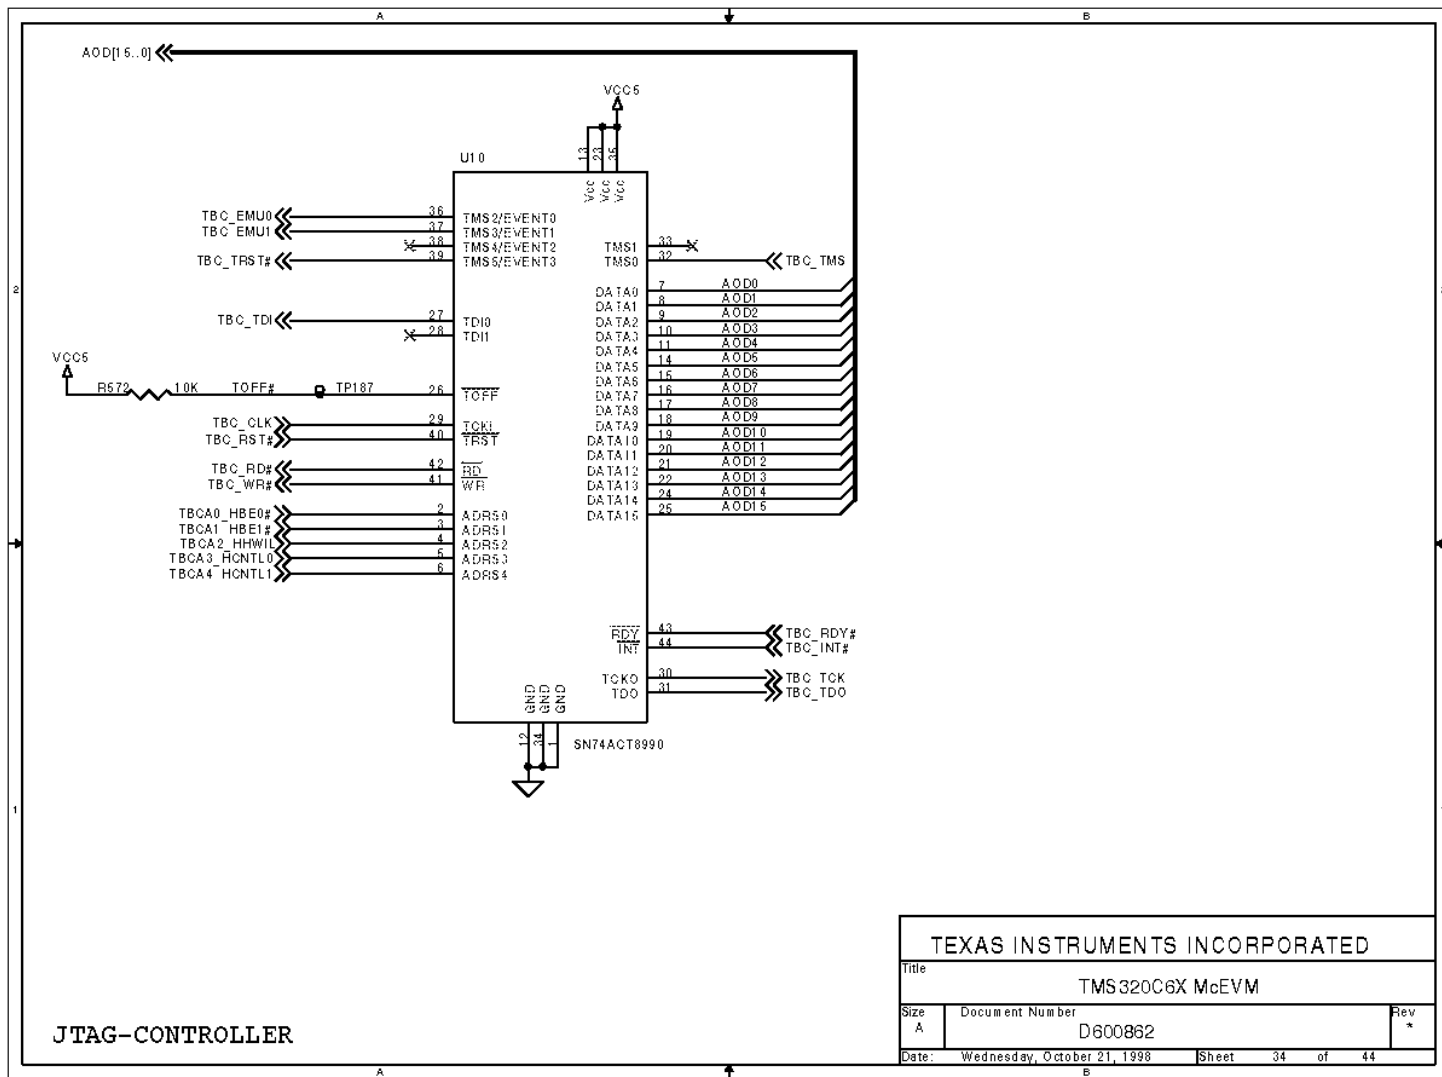 A B
AOD[15..0]
VCC5
13 23 35
U10
Vcc Vcc Vcc
TBC_EMU0 36 TMS2/EVENT0
TBC_EMU1 37 TMS3/EVENT1
38 TMS4/EVENT2 TMS1 33
TBC_TRST# 39 TMS5/EVENT3 TMS0 32 TBC_TMS
2
DATA0 7 AOD0
DATA1 8 AOD1
TBC_TDI 27 TDI0 DATA2 9 AOD2
28 TDI1 DATA3 10 AOD3
DATA4 11 AOD4
VCC5 DATA5 14 AOD5
DATA6 15 AOD6
R572 10K TOFF# TP187 26 TOFF DATA7 16 AOD7
DATA8 17 AOD8
TBC_CLK 29 TCKI DATA9 18 AOD9
TBC_RST# 40 TRST DATA10 19 AOD10
DATA11 20 AOD11
TBC_RD# 42 RD DATA12 21 AOD12
TBC_WR# 41 WR DATA13 22 AOD13
DATA14 24 AOD14
TBCA0_HBE0# 2 ADRS0 DATA15 25 AOD15
TBCA1_HBE1# 3 ADRS1
TBCA2_HHWIL 4 ADRS2
TBCA3_HCNTL0 5 ADRS3
TBCA4_HCNTL1 6 ADRS4
RDY 43 TBC_RDY#
INT 44 TBC_INT#
TCKO 30 TBC_TCK
TDO 31 TBC_TDO
GND GND GND
12 34 1
SN74ACT8990
1
TEXAS INSTRUMENTS INCORPORATED
Title
TMS320C6X McEVM
Size Document Number Rev
A D600862 *
Date: Wednesday, October 21, 1998 Sheet 34 of 44
JTAG-CONTROLLER
A B